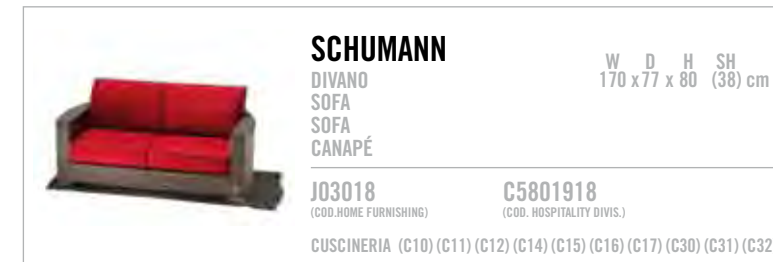 SCHUMANN
W D H SH
DIVANO 170 x 77 x 80 (38) cm
SOFA
SOFA
CANAPÉ
J03018 C5801918
(COD.HOME FURNISHING) (COD. HOSPITALITY DIVIS.)
CUSCINERIA (C10) (C11) (C12) (C14) (C15) (C16) (C17) (C30) (C31) (C32